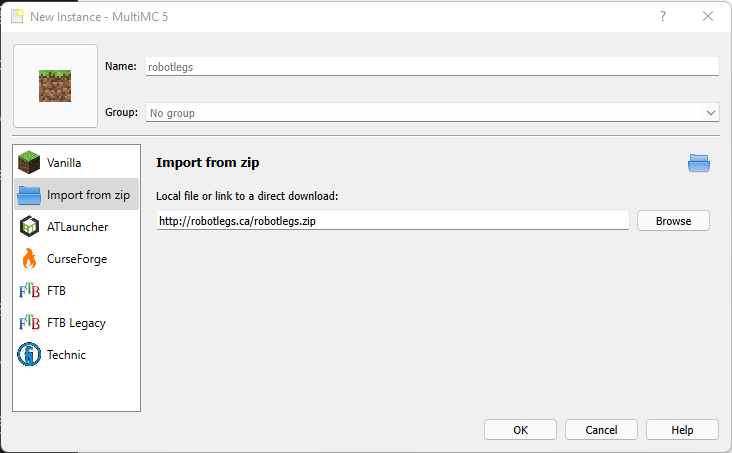 New Instance - MultiMC 5
Name: robotlegs
Group: No group
Vanilla
Import from zip
ATLauncher
CurseForge
FTB
FTB Legacy
Technic
Import from zip
Local file or link to a direct download:
http://robotlegs.ca/robotlegs.zip
Browse
OK Cancel Help